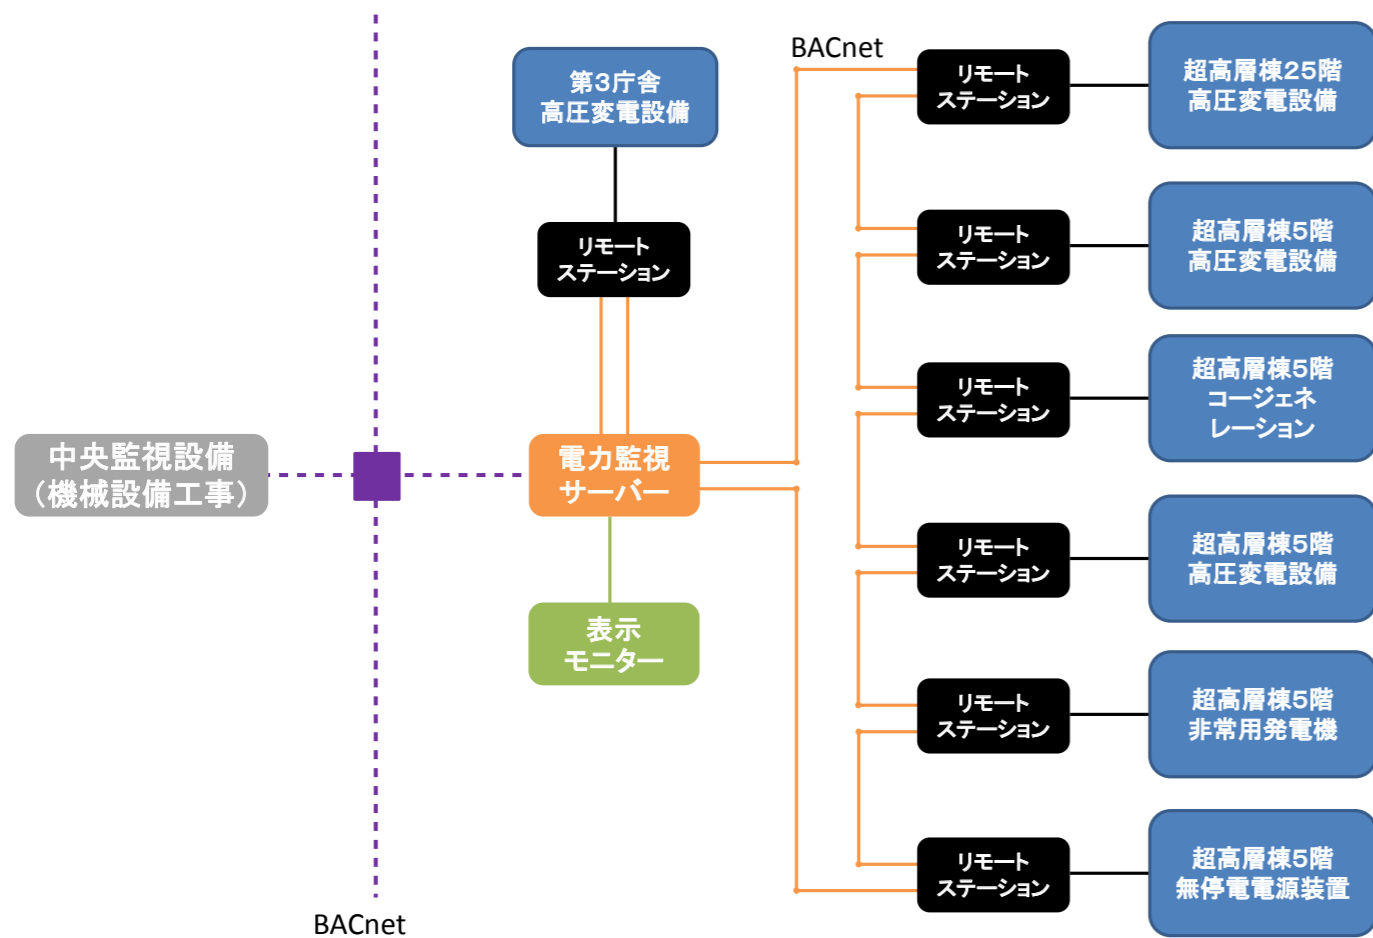 BACnet
第3庁舎
高圧変電設備
リモート
ステーション
中央監視設備
（機械設備工事）
電力監視
サーバー
表示
モニター
BACnet
リモート
ステーション
超高層棟25階
高圧変電設備
リモート
ステーション
超高層棟5階
高圧変電設備
リモート
ステーション
超高層棟5階
コージェネ
レーション
リモート
ステーション
超高層棟5階
高圧変電設備
リモート
ステーション
超高層棟5階
非常用発電機
リモート
ステーション
超高層棟5階
無停電電源装置